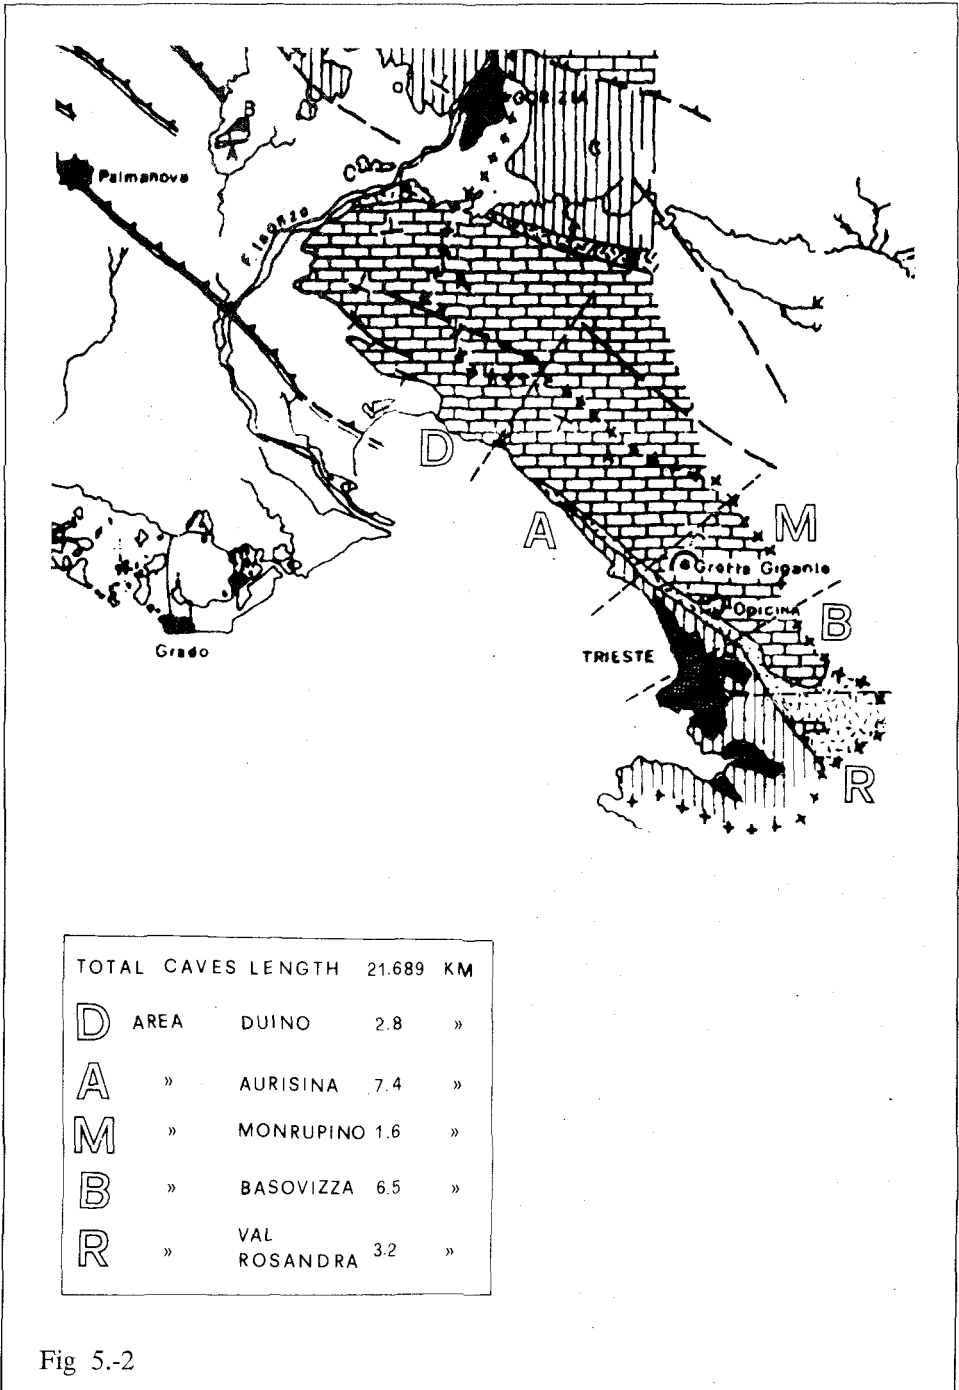 GORIZIA
B
A
Palmanova
C
C
F. ISONZO
D
A
M
Grotta Gigante
OPICINA
B
TRIESTE
Grado
R
TOTAL CAVES LENGTH 21.689 KM
D AREA DUINO 2.8 »
A » AURISINA 7.4 »
M » MONRUPINO 1.6 »
B » BASOVIZZA 6.5 »
R » VAL
ROSANDRA 3.2 »
Fig 5.-2